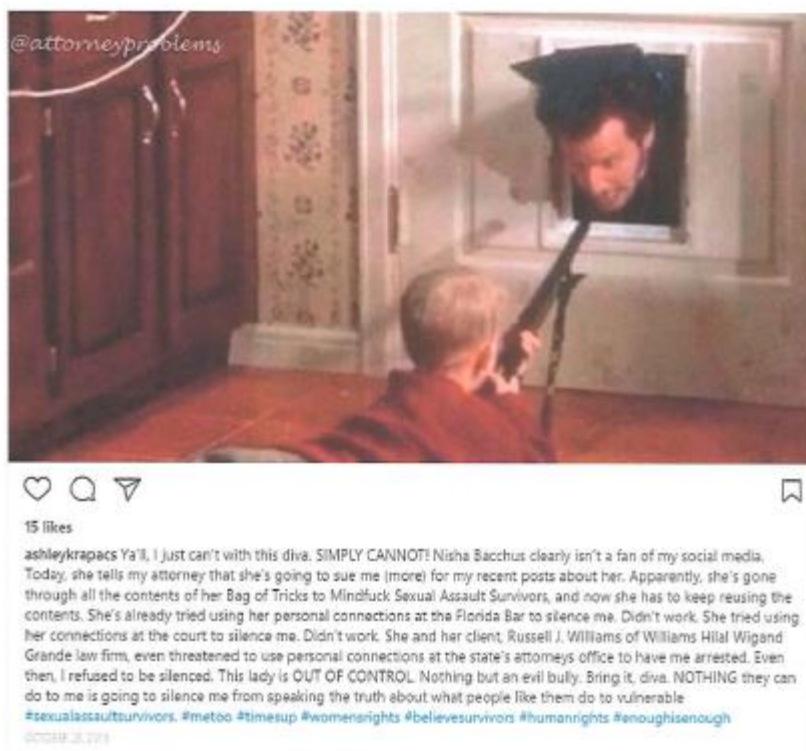 @attorneyproblems
15 likes
ashleykrapacs Ya'll, I just can't with this diva. SIMPLY CANNOT! Nisha Bacchus clearly isn't a fan of my social media.
Today, she tells my attorney that she's going to sue me (more) for my recent posts about her. Apparently, she's gone
through all the contents of her Bag of Tricks to Mindfuck Sexual Assault Survivors, and now she has to keep reusing the
contents. She's already tried using her personal connections at the Florida Bar to silence me. Didn't work. She tried using
her connections at the court to silence me. Didn't work. She and her client, Russell J. Williams of Williams Hilal Wigand
Grande law firm, even threatened to use personal connections at the state's attorneys office to have me arrested. Even
then, I refused to be silenced. This lady is OUT OF CONTROL. Nothing but an evil bully. Bring it, diva. NOTHING they can
do to me is going to silence me from speaking the truth about what people like them do to vulnerable
#sexualassaultsurvivors. #metoo #timesup #womensrights #believesurvivors #humanrights #enoughisenough
OCTOBER